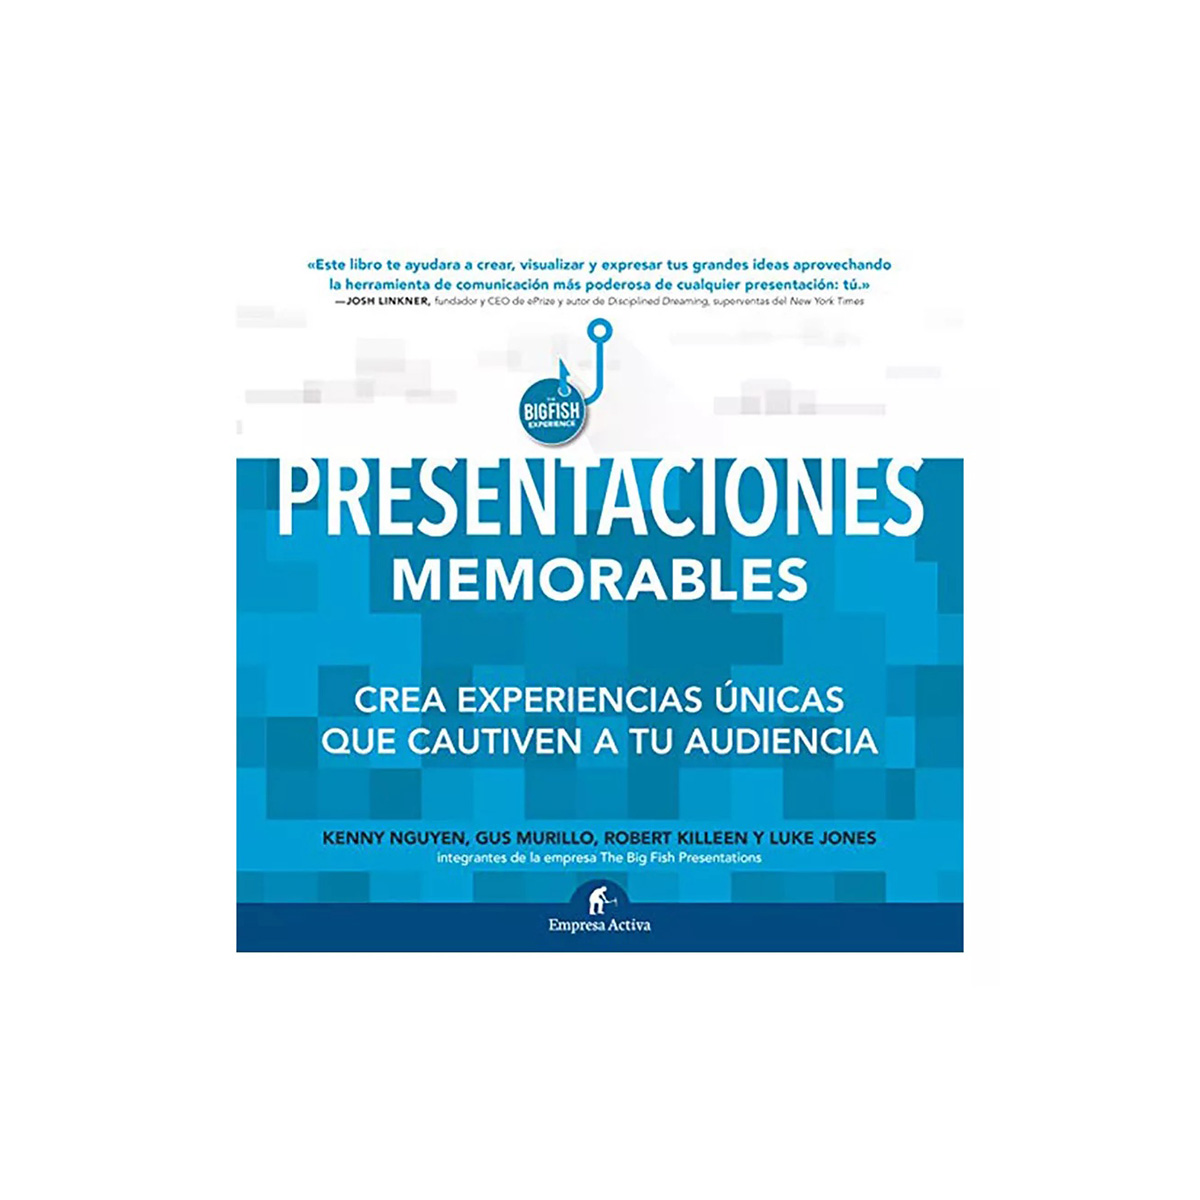 «Este libro te ayudara a crear, visualizar y expresar tus grandes ideas aprovechando
la herramienta de comunicación más poderosa de cualquier presentación: tú.»
—JOSH LINKNER, fundador y CEO de ePrize y autor de Disciplined Dreaming, superventas del New York Times
THE
BIGFISH
EXPERIENCE
PRESENTACIONES
MEMORABLES
CREA EXPERIENCIAS ÚNICAS
QUE CAUTIVEN A TU AUDIENCIA
KENNY NGUYEN, GUS MURILLO, ROBERT KILLEEN Y LUKE JONES
integrantes de la empresa The Big Fish Presentations
Empresa Activa